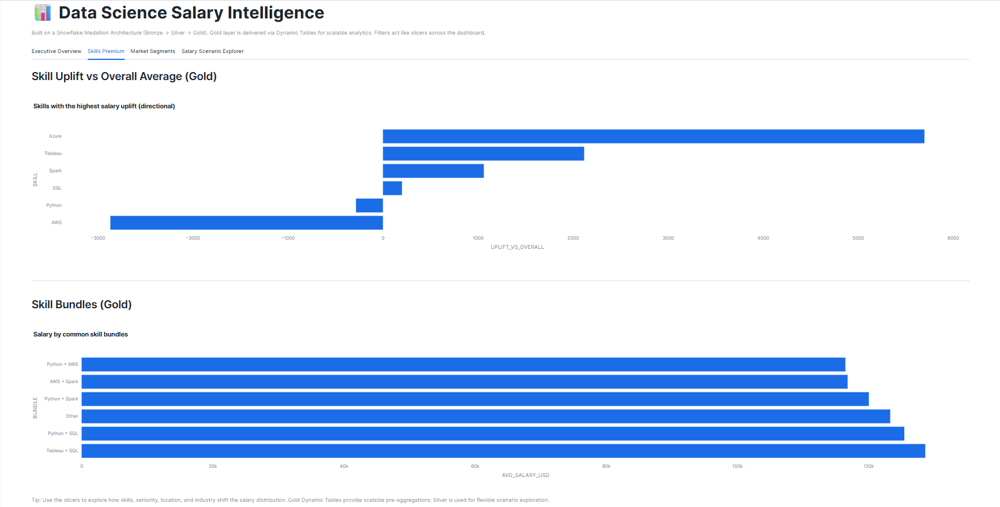 Data Science Salary Intelligence
Built on a Snowflake Medallion Architecture (Bronze → Silver → Gold). Gold layer is delivered via Dynamic Tables for scalable analytics. Filters act like slicers across the dashboard.
Executive Overview Skills Premium Market Segments Salary Scenario Explorer
Skill Uplift vs Overall Average (Gold)
Skills with the highest salary uplift (directional)
SKILL
Azure
Tableau
Spark
SQL
Python
AWS
−3000 −2000 −1000 0 1000 2000 3000 4000 5000 6000
UPLIFT_VS_OVERALL
Skill Bundles (Gold)
Salary by common skill bundles
BUNDLE
Python + AWS
AWS + Spark
Python + Spark
Other
Python + SQL
Tableau + SQL
0 20k 40k 60k 80k 100k 120k
AVG_SALARY_USD
Tip: Use the slicers to explore how skills, seniority, location, and industry shift the salary distribution. Gold Dynamic Tables provide scalable pre-aggregations; Silver is used for flexible scenario exploration.